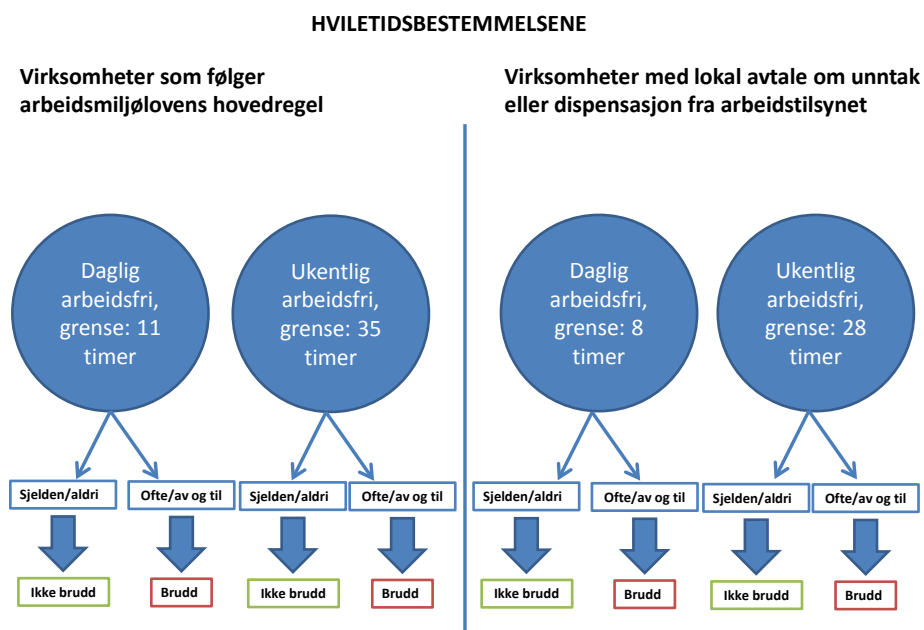 HVILETIDSBESTEMMELSENE
Virksomheter som følger
arbeidsmiljølovens hovedregel
Daglig
arbeidsfri,
grense: 11
timer
Ukentlig
arbeidsfri,
grense: 35
timer
Sjelden/aldri
Ofte/av og til
Sjelden/aldri
Ofte/av og til
Ikke brudd
Brudd
Ikke brudd
Brudd
Virksomheter med lokal avtale om unntak
eller dispensasjon fra arbeidstilsynet
Daglig
arbeidsfri,
grense: 8
timer
Ukentlig
arbeidsfri,
grense: 28
timer
Sjelden/aldri
Ofte/av og til
Sjelden/aldri
Ofte/av og til
Ikke brudd
Brudd
Ikke brudd
Brudd